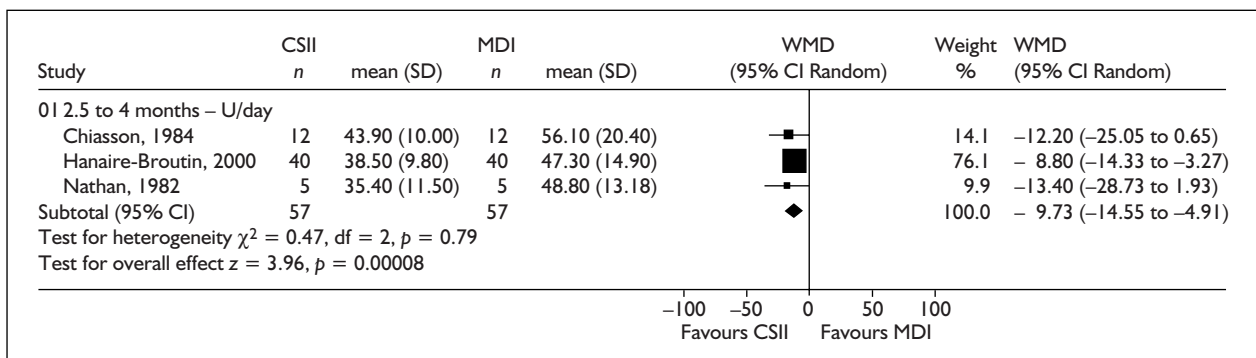 CSII MDI WMD Weight WMD
Study n mean (SD) n mean (SD) (95% CI Random) % (95% CI Random)
01 2.5 to 4 months – U/day
Chiasson, 1984 12 43.90 (10.00) 12 56.10 (20.40) 14.1 –12.20 (–25.05 to 0.65)
Hanaire-Broutin, 2000 40 38.50 (9.80) 40 47.30 (14.90) 76.1 – 8.80 (–14.33 to –3.27)
Nathan, 1982 5 35.40 (11.50) 5 48.80 (13.18) 9.9 –13.40 (–28.73 to 1.93)
Subtotal (95% CI) 57 57 100.0 – 9.73 (–14.55 to –4.91)
Test for heterogeneity χ² = 0.47, df = 2, p = 0.79
Test for overall effect z = 3.96, p = 0.00008
–100 –50 0 50 100
Favours CSII Favours MDI